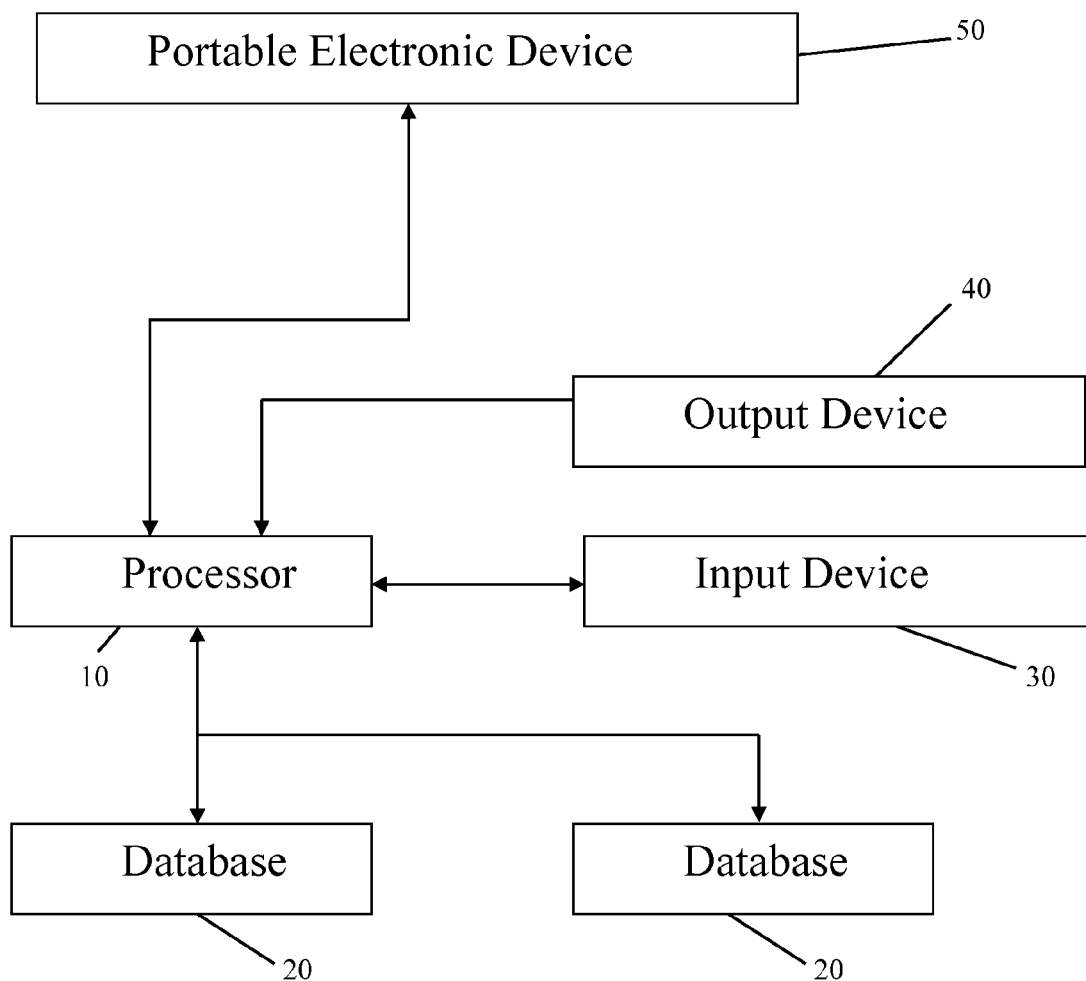 Portable Electronic Device
50
40
Output Device
Processor
Input Device
10
30
Database
Database
20
20